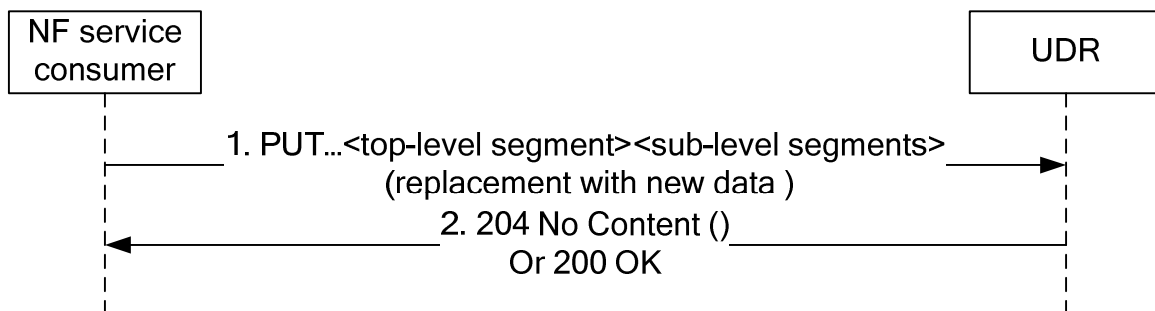 NF service
consumer
UDR
1. PUT...<top-level segment><sub-level segments>
(replacement with new data )
2. 204 No Content ()
Or 200 OK